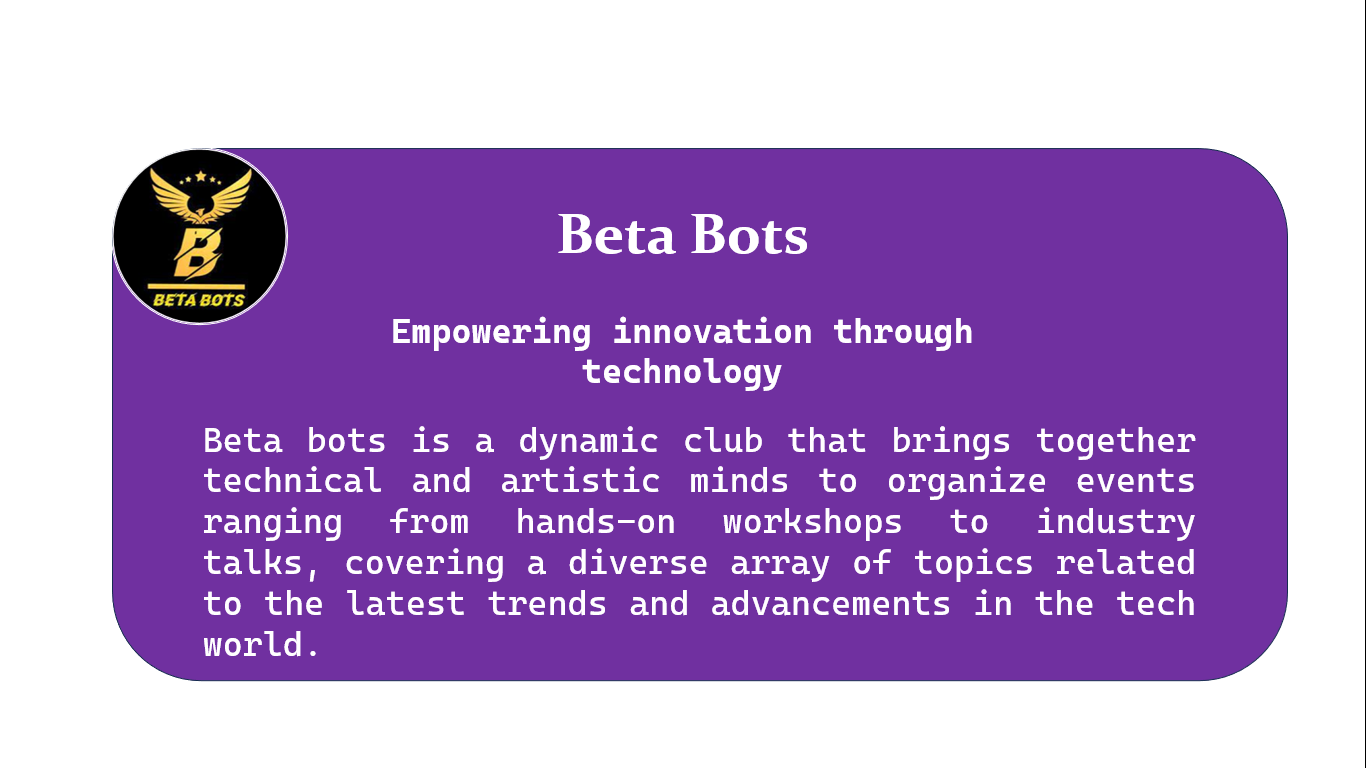 B
BETA BOTS
Beta Bots
Empowering innovation through
technology
Beta bots is a dynamic club that brings together
technical and artistic minds to organize events
ranging from hands-on workshops to industry
talks, covering a diverse array of topics related
to the latest trends and advancements in the tech
world.